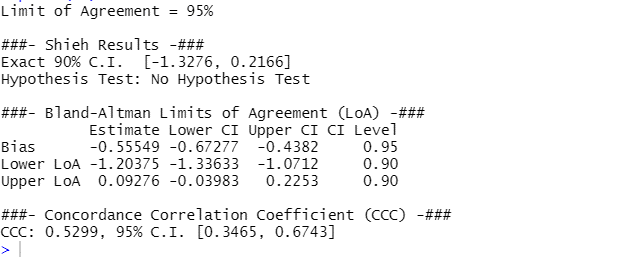 Limit of Agreement = 95%
###- Shieh Results -###
Exact 90% C.I.  [-1.3276, 0.2166]
Hypothesis Test: No Hypothesis Test
###- Bland-Altman Limits of Agreement (LoA) -###
          Estimate Lower CI Upper CI CI Level
Bias      -0.55549 -0.67277  -0.4382     0.95
Lower LoA -1.20375 -1.33633  -1.0712     0.90
Upper LoA  0.09276 -0.03983   0.2253     0.90
###- Concordance Correlation Coefficient (CCC) -###
CCC: 0.5299, 95% C.I. [0.3465, 0.6743]
>